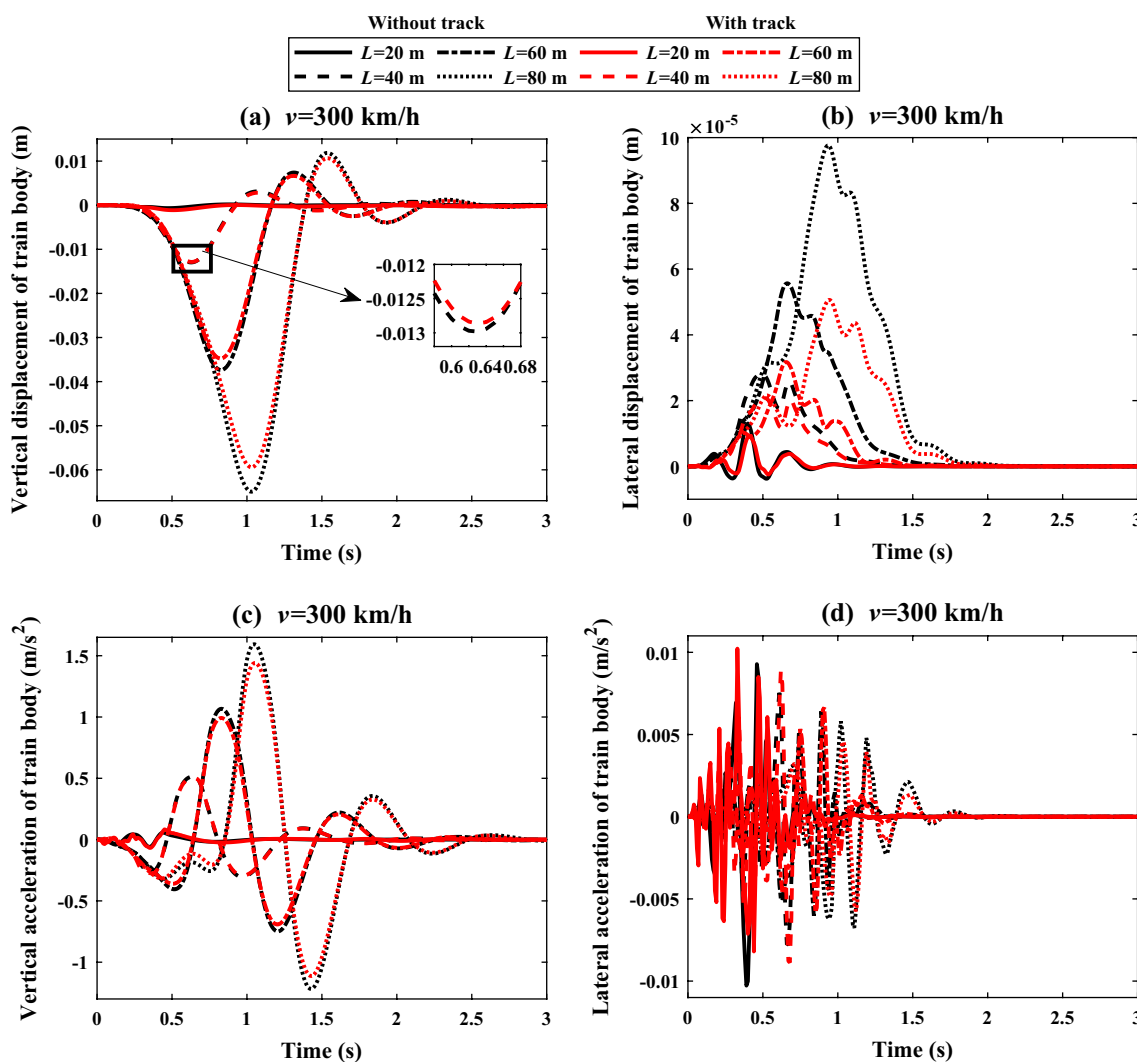 Without track With track
L=20 m L=60 m L=20 m L=60 m
L=40 m L=80 m L=40 m L=80 m
(a) v=300 km/h
Vertical displacement of train body (m)
0.01
0
-0.01
-0.02
-0.03
-0.04
-0.05
-0.06
-0.012
-0.0125
-0.013
0.6 0.64 0.68
0 0.5 1 1.5 2 2.5 3
Time (s)
(b) v=300 km/h
×10⁻⁵
Lateral displacement of train body (m)
10
8
6
4
2
0
0 0.5 1 1.5 2 2.5 3
Time (s)
(c) v=300 km/h
Vertical acceleration of train body (m/s²)
1.5
1
0.5
0
-0.5
-1
0 0.5 1 1.5 2 2.5 3
Time (s)
(d) v=300 km/h
Lateral acceleration of train body (m/s²)
0.01
0.005
0
-0.005
-0.01
0 0.5 1 1.5 2 2.5 3
Time (s)